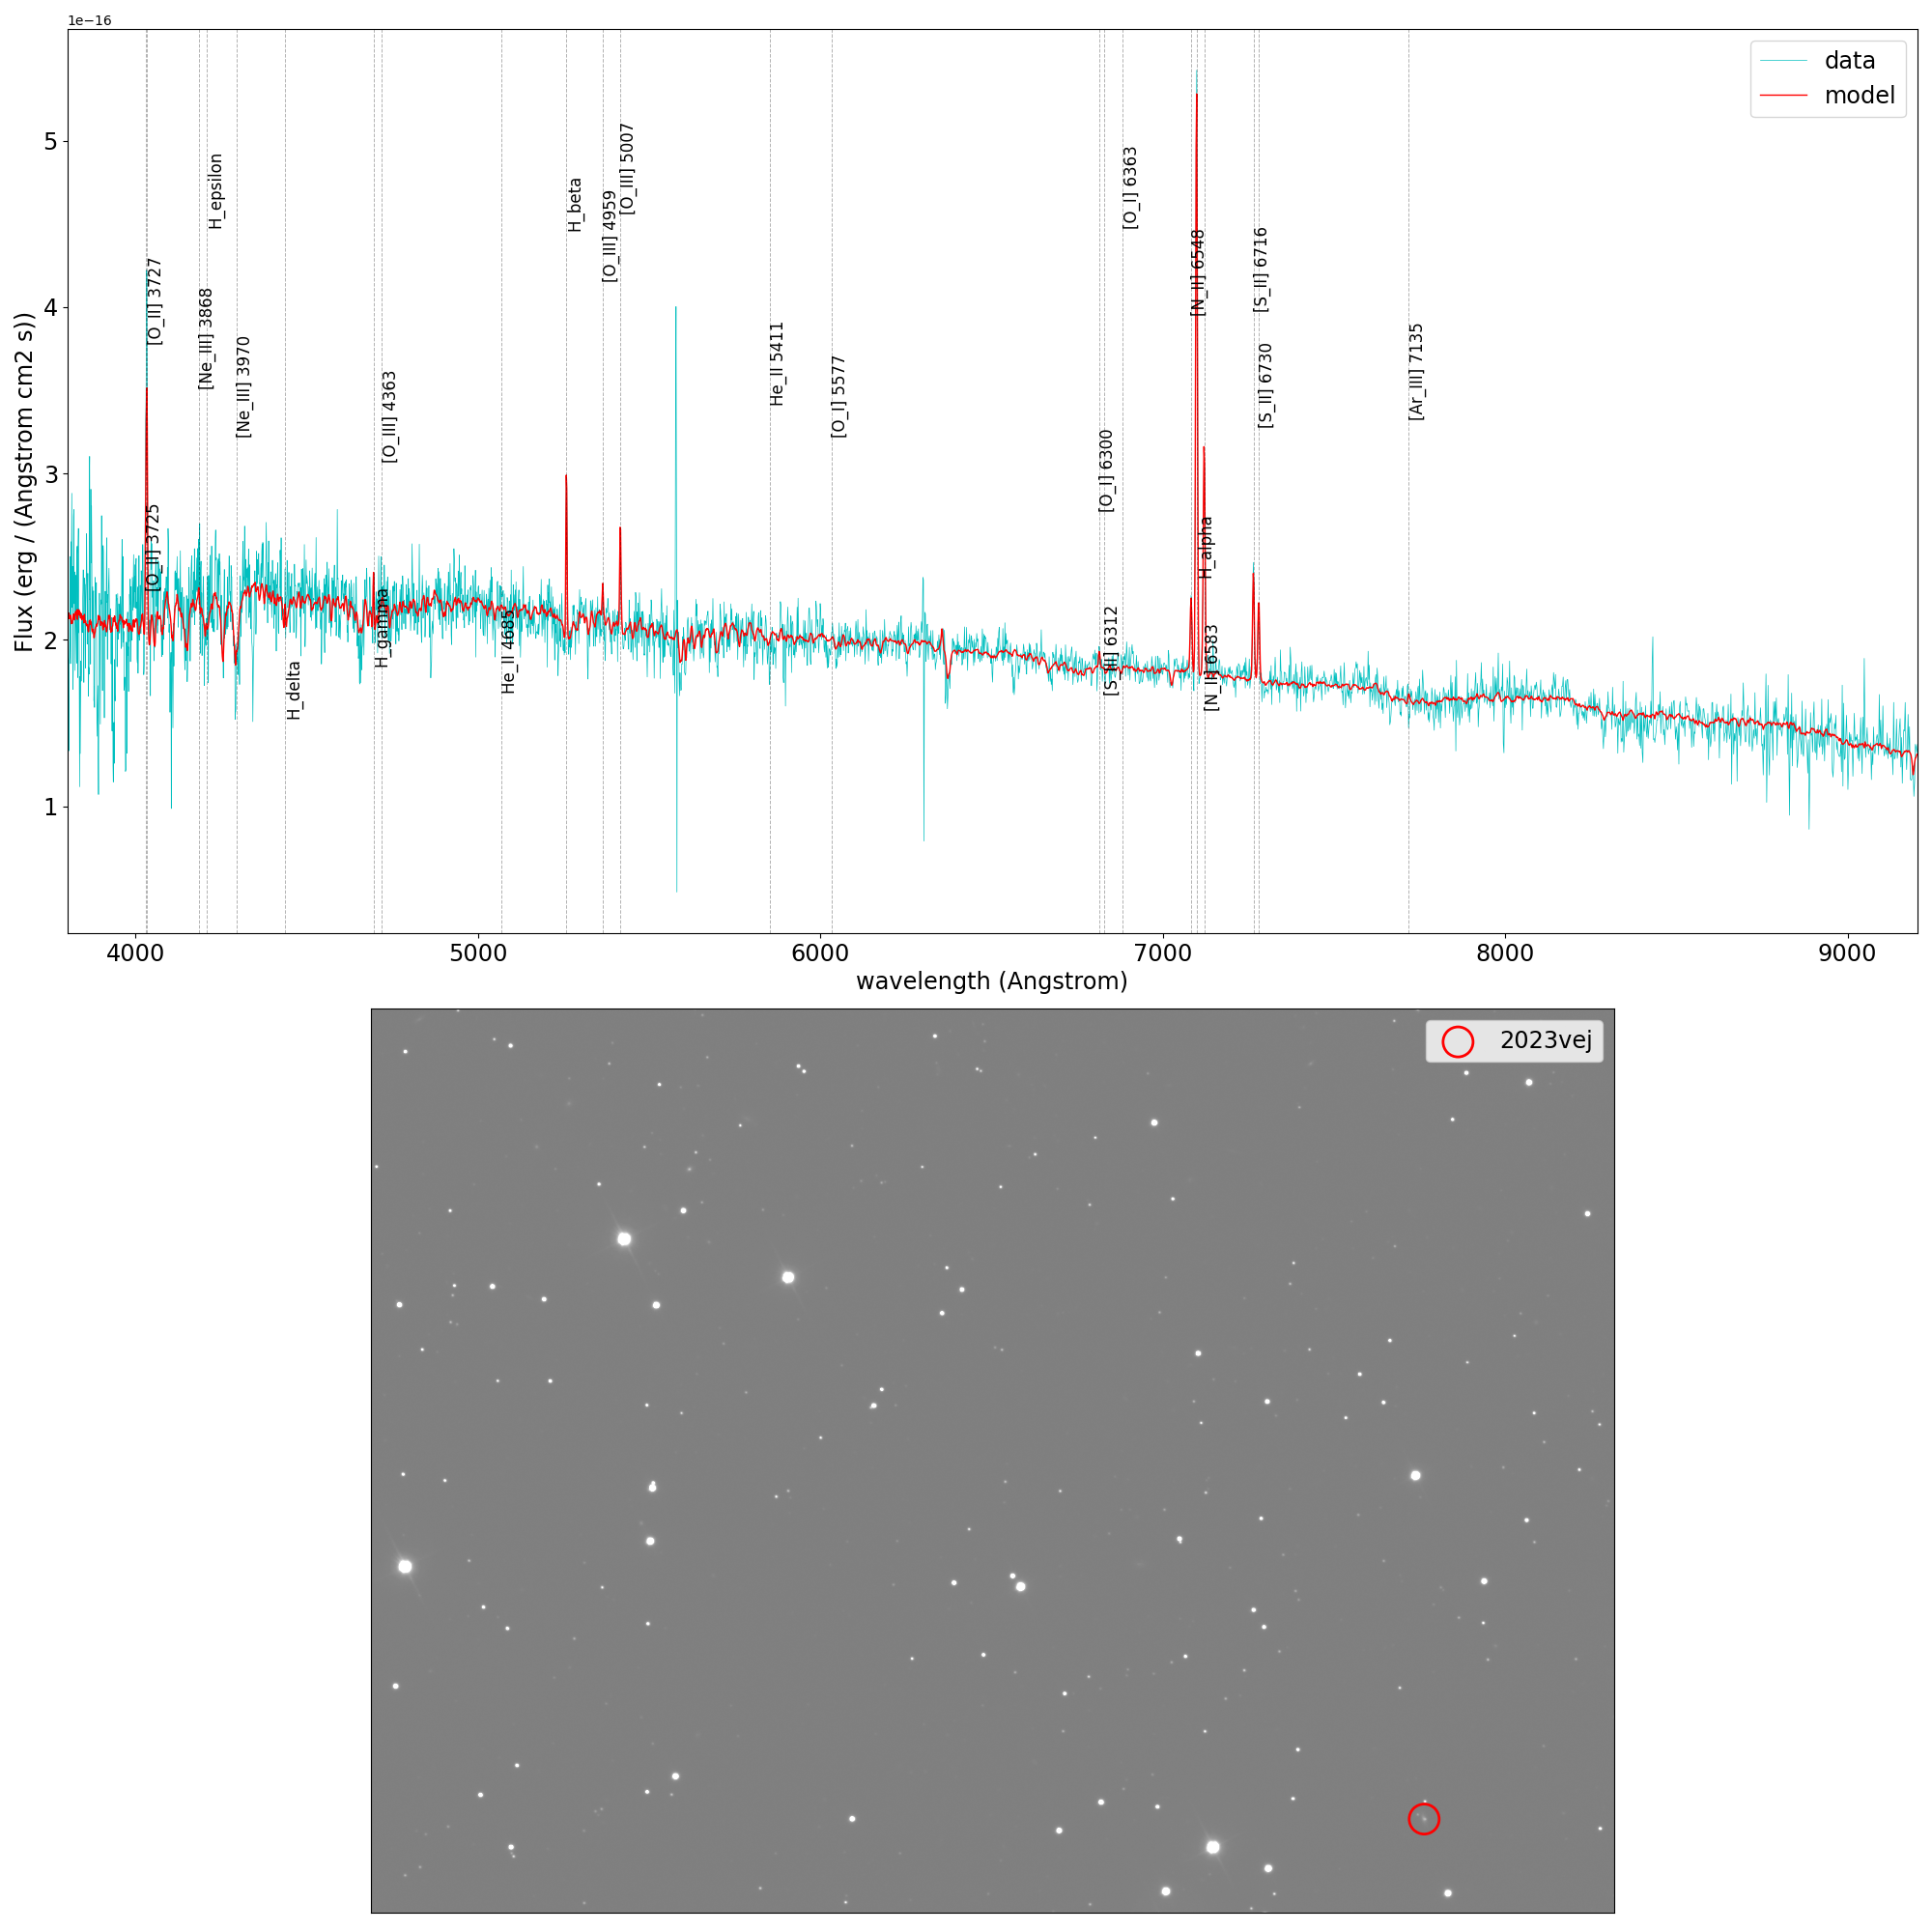 1e−16
data
model
Flux (erg / (Angstrom cm2 s))
5
4
3
2
1
[O_II] 3725
[O_II] 3727
[Ne_III] 3868
H_epsilon
[Ne_III] 3970
H_delta
H_gamma
[O_III] 4363
He_II 4685
H_beta
[O_III] 4959
[O_III] 5007
He_II 5411
[O_I] 5577
[O_I] 6300
[S_III] 6312
[O_I] 6363
[N_II] 6548
H_alpha
[N_II] 6583
[S_II] 6716
[S_II] 6730
[Ar_III] 7135
4000
5000
6000
7000
8000
9000
wavelength (Angstrom)
2023vej